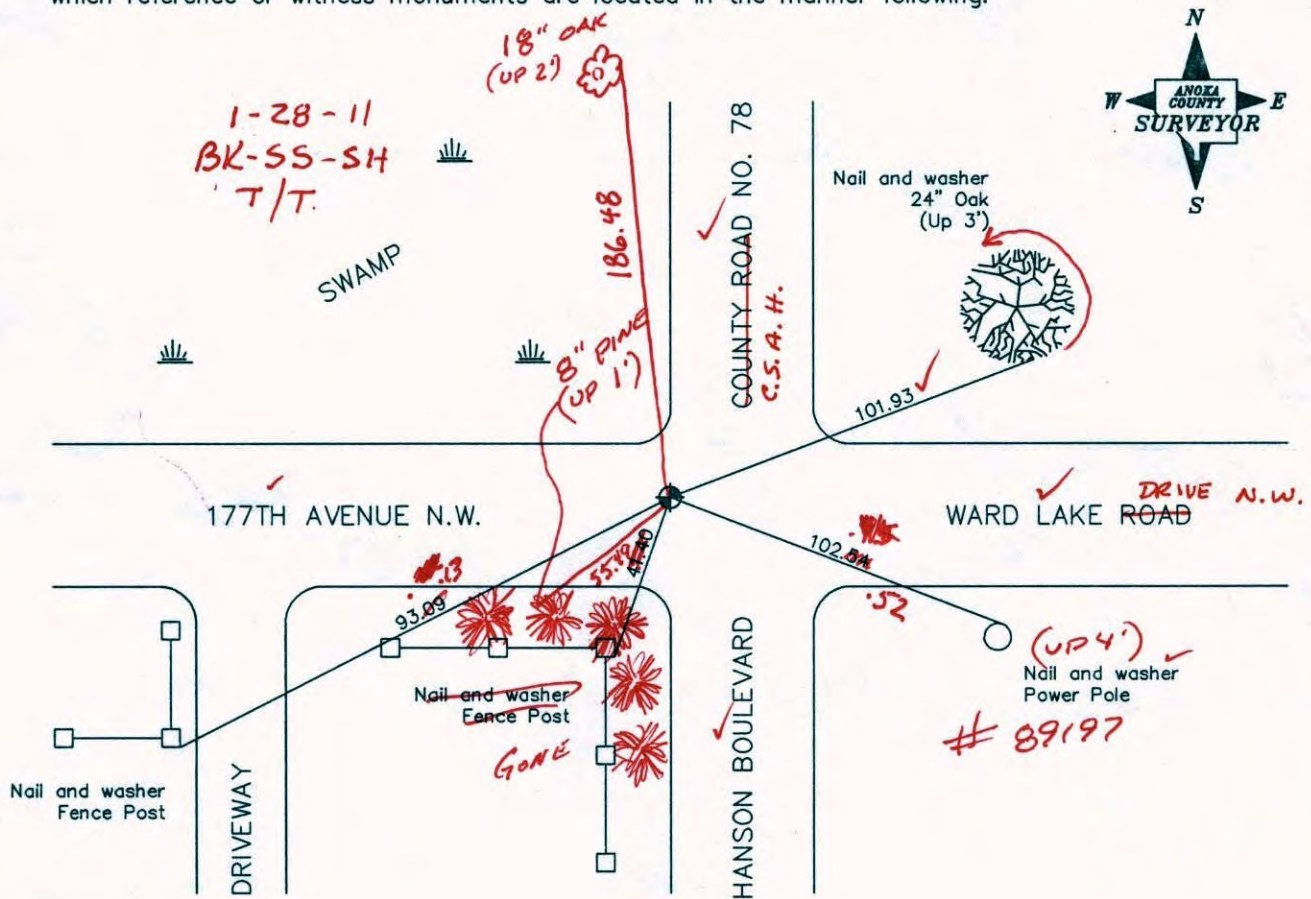 which reference or witness monuments are located in the manner following:
18" OAK
(UP 2')
1-28-11
BK-SS-SH
T/T.
N
W
ANOKA
COUNTY
E
SURVEYOR
S
COUNTY ROAD NO. 78
C.S.A.H.
Nail and washer
24" Oak
(Up 3')
186.48
SWAMP
8" PINE
(UP 1')
101.93
177TH AVENUE N.W.
WARD LAKE ROAD
DRIVE N.W.
55.49
41.40
102.54
.52
.13
93.09
(UP 4')
Nail and washer
Power Pole
# 89197
Nail and washer
Fence Post
GONE
HANSON BOULEVARD
Nail and washer
Fence Post
DRIVEWAY